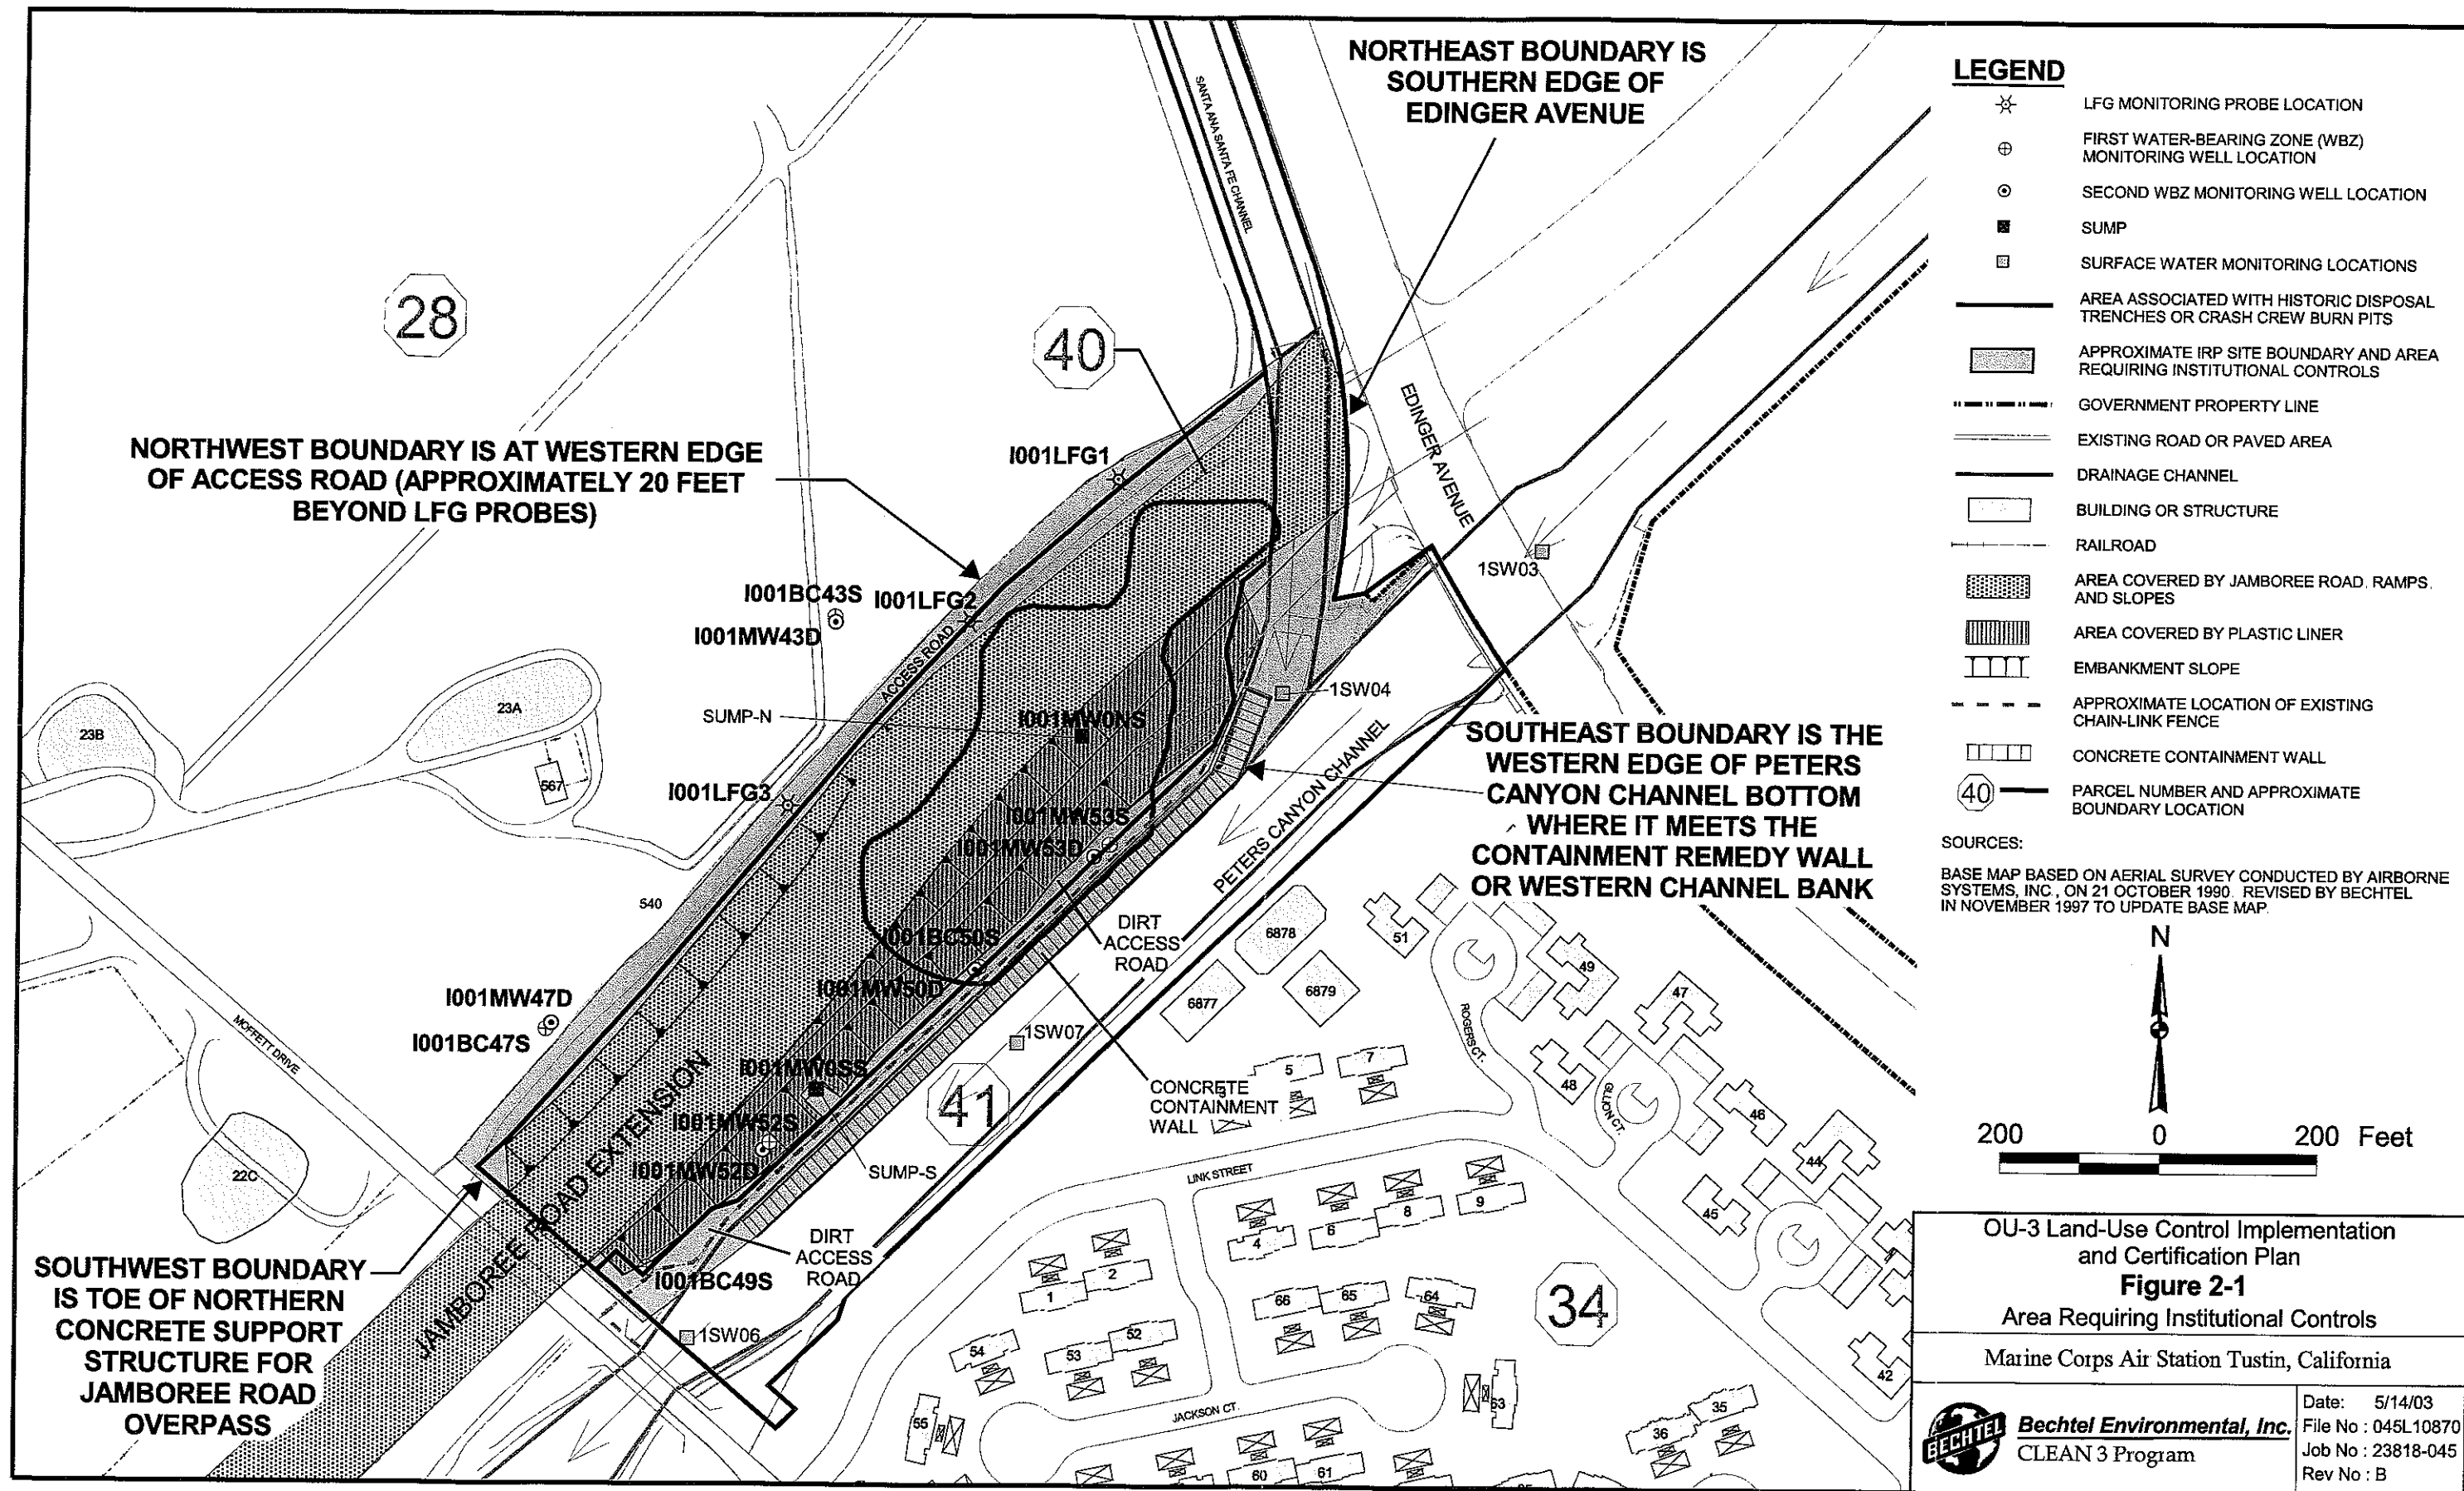 NORTHEAST BOUNDARY IS
SOUTHERN EDGE OF
EDINGER AVENUE
SANTA ANA SANTA FE CHANNEL
28
40
NORTHWEST BOUNDARY IS AT WESTERN EDGE
OF ACCESS ROAD (APPROXIMATELY 20 FEET
BEYOND LFG PROBES)
I001LFG1
EDINGER AVENUE
1SW03
I001BC43S
I001LFG2
I001MW43D
ACCESS ROAD
23A
23B
567
SUMP-N
I001MW0NS
1SW04
SOUTHEAST BOUNDARY IS THE
WESTERN EDGE OF PETERS
CANYON CHANNEL BOTTOM
WHERE IT MEETS THE
CONTAINMENT REMEDY WALL
OR WESTERN CHANNEL BANK
I001LFG3
I001MW53S
I001MW53D
PETERS CANYON CHANNEL
540
I001BC50S
DIRT
ACCESS
ROAD
6878
51
6877
6879
49
47
I001MW50D
I001MW47D
I001BC47S
MOFFETT DRIVE
1SW07
ROGERS CT.
I001MW0SS
41
CONCRETE
CONTAINMENT
WALL
5
7
3
48
46
GILLION CT.
44
45
I001MW52S
I001MW52D
SUMP-S
LINK STREET
22C
JAMBOREE ROAD EXTENSION
DIRT
ACCESS
ROAD
I001BC49S
SOUTHWEST BOUNDARY
IS TOE OF NORTHERN
CONCRETE SUPPORT
STRUCTURE FOR
JAMBOREE ROAD
OVERPASS
1SW06
4
6
8
9
1
2
66
65
64
34
54
53
52
55
JACKSON CT.
63
60
61
36
35
42
LEGEND
LFG MONITORING PROBE LOCATION
FIRST WATER-BEARING ZONE (WBZ)
MONITORING WELL LOCATION
SECOND WBZ MONITORING WELL LOCATION
SUMP
SURFACE WATER MONITORING LOCATIONS
AREA ASSOCIATED WITH HISTORIC DISPOSAL
TRENCHES OR CRASH CREW BURN PITS
APPROXIMATE IRP SITE BOUNDARY AND AREA
REQUIRING INSTITUTIONAL CONTROLS
GOVERNMENT PROPERTY LINE
EXISTING ROAD OR PAVED AREA
DRAINAGE CHANNEL
BUILDING OR STRUCTURE
RAILROAD
AREA COVERED BY JAMBOREE ROAD, RAMPS,
AND SLOPES
AREA COVERED BY PLASTIC LINER
EMBANKMENT SLOPE
APPROXIMATE LOCATION OF EXISTING
CHAIN-LINK FENCE
CONCRETE CONTAINMENT WALL
40
PARCEL NUMBER AND APPROXIMATE
BOUNDARY LOCATION
SOURCES:
BASE MAP BASED ON AERIAL SURVEY CONDUCTED BY AIRBORNE
SYSTEMS, INC., ON 21 OCTOBER 1990. REVISED BY BECHTEL
IN NOVEMBER 1997 TO UPDATE BASE MAP.
N
200 0 200 Feet
OU-3 Land-Use Control Implementation
and Certification Plan
Figure 2-1
Area Requiring Institutional Controls
Marine Corps Air Station Tustin, California
BECHTEL
Bechtel Environmental, Inc.
CLEAN 3 Program
Date: 5/14/03
File No : 045L10870
Job No : 23818-045
Rev No : B